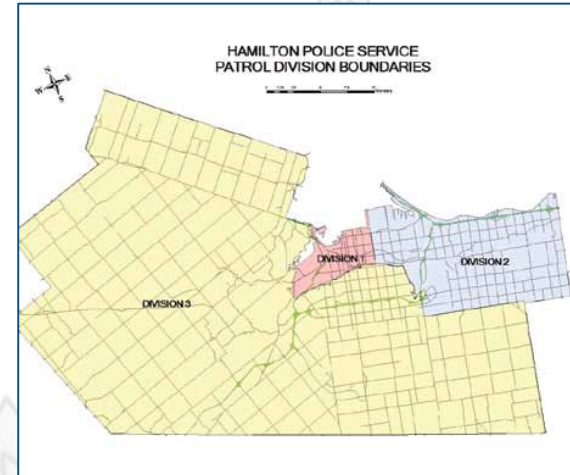 HAMILTON POLICE SERVICE
PATROL DIVISION BOUNDARIES
N
W E
S
DIVISION 1
DIVISION 2
DIVISION 3